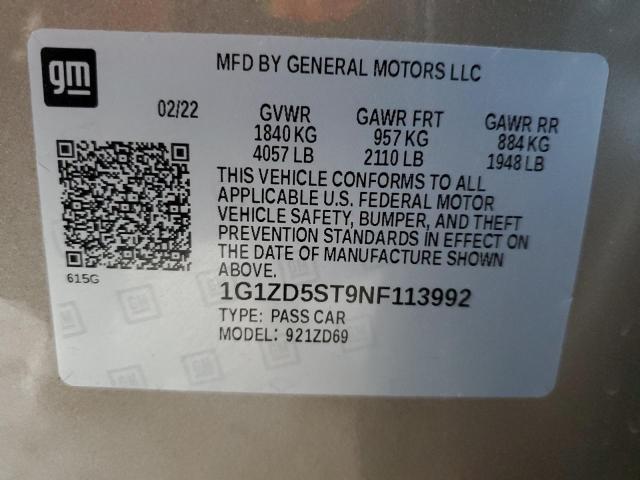 gm
MFD BY GENERAL MOTORS LLC
02/22 GVWR GAWR FRT GAWR RR
1840 KG 957 KG 884 KG
4057 LB 2110 LB 1948 LB
THIS VEHICLE CONFORMS TO ALL
APPLICABLE U.S. FEDERAL MOTOR
VEHICLE SAFETY, BUMPER, AND THEFT
PREVENTION STANDARDS IN EFFECT ON
THE DATE OF MANUFACTURE SHOWN
ABOVE.
615G
1G1ZD5ST9NF113992
TYPE: PASS CAR
MODEL: 921ZD69